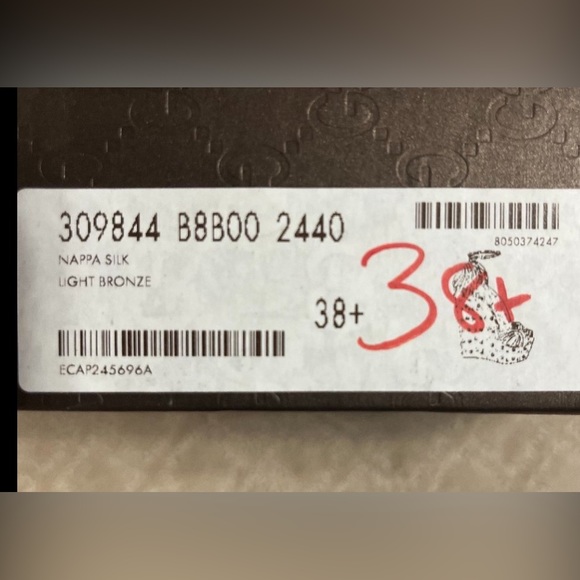 309844 B8B00 2440
8050374247
NAPPA SILK
LIGHT BRONZE
38+
38+
ECAP245696A